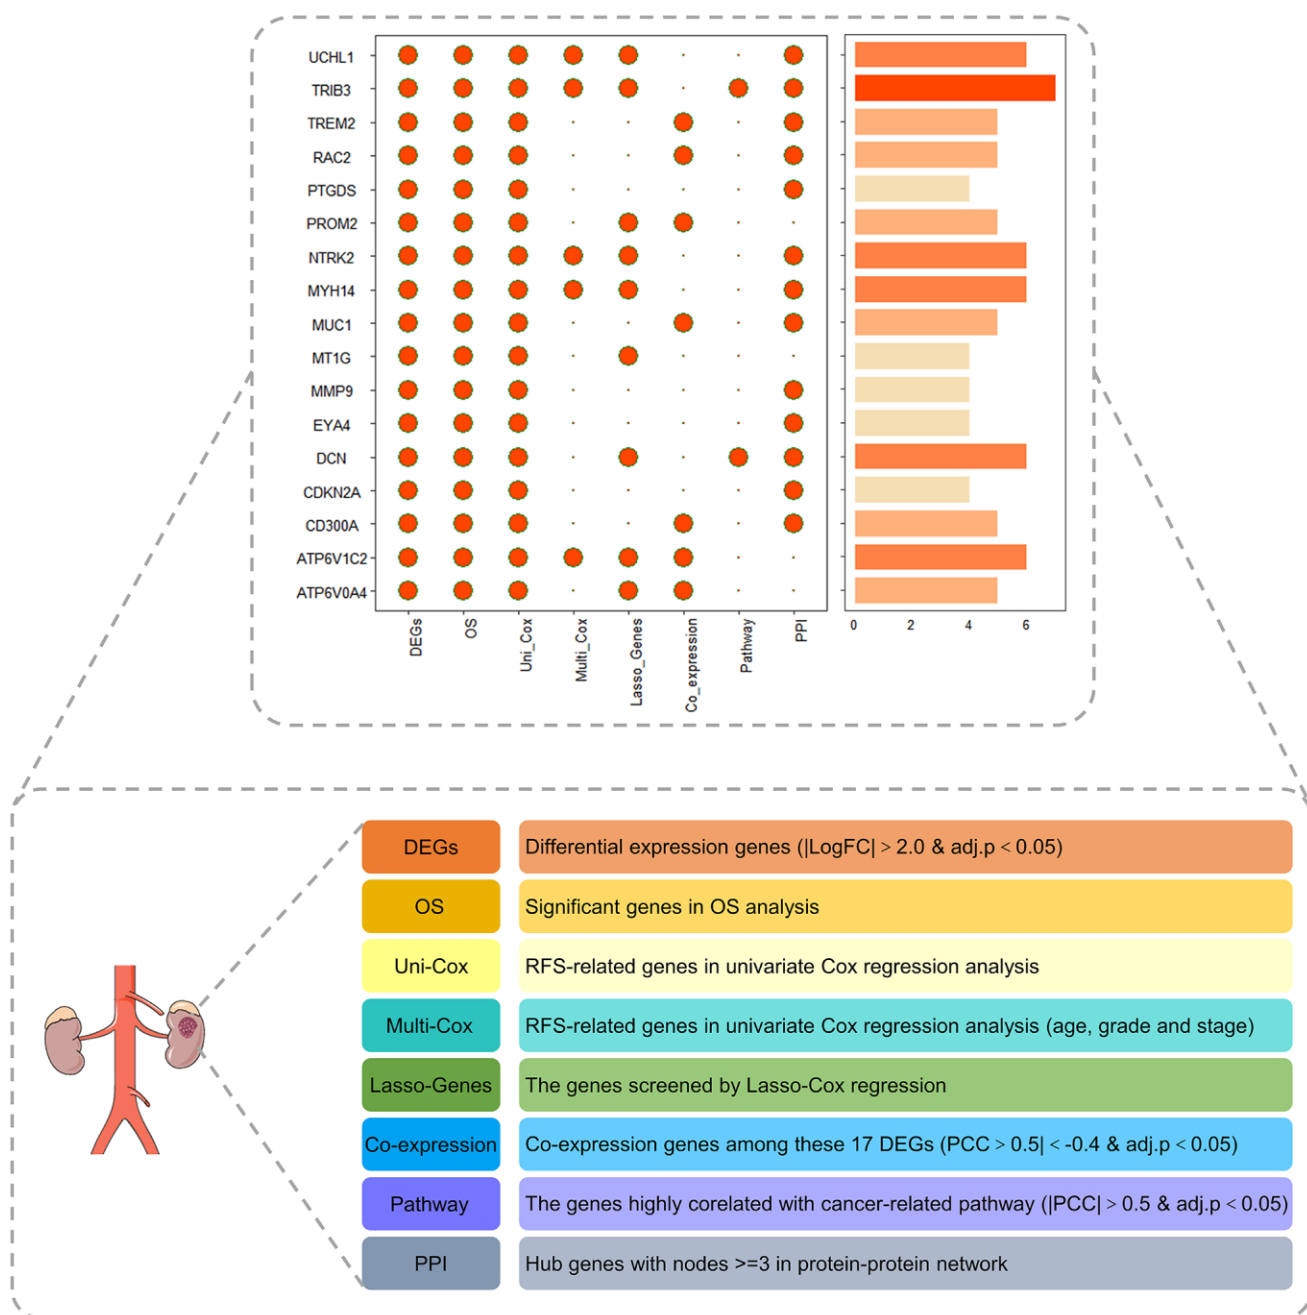 UCHL1
TRIB3
TREM2
RAC2
PTGDS
PROM2
NTRK2
MYH14
MUC1
MT1G
MMP9
EYA4
DCN
CDKN2A
CD300A
ATP6V1C2
ATP6V0A4
DEGs
OS
Uni_Cox
Multi_Cox
Lasso_Genes
Co_expression
Pathway
PPI
0 2 4 6
DEGs Differential expression genes (|LogFC| > 2.0 & adj.p < 0.05)
OS Significant genes in OS analysis
Uni-Cox RFS-related genes in univariate Cox regression analysis
Multi-Cox RFS-related genes in univariate Cox regression analysis (age, grade and stage)
Lasso-Genes The genes screened by Lasso-Cox regression
Co-expression Co-expression genes among these 17 DEGs (PCC > 0.5| < -0.4 & adj.p < 0.05)
Pathway The genes highly corelated with cancer-related pathway (|PCC| > 0.5 & adj.p < 0.05)
PPI Hub genes with nodes >=3 in protein-protein network